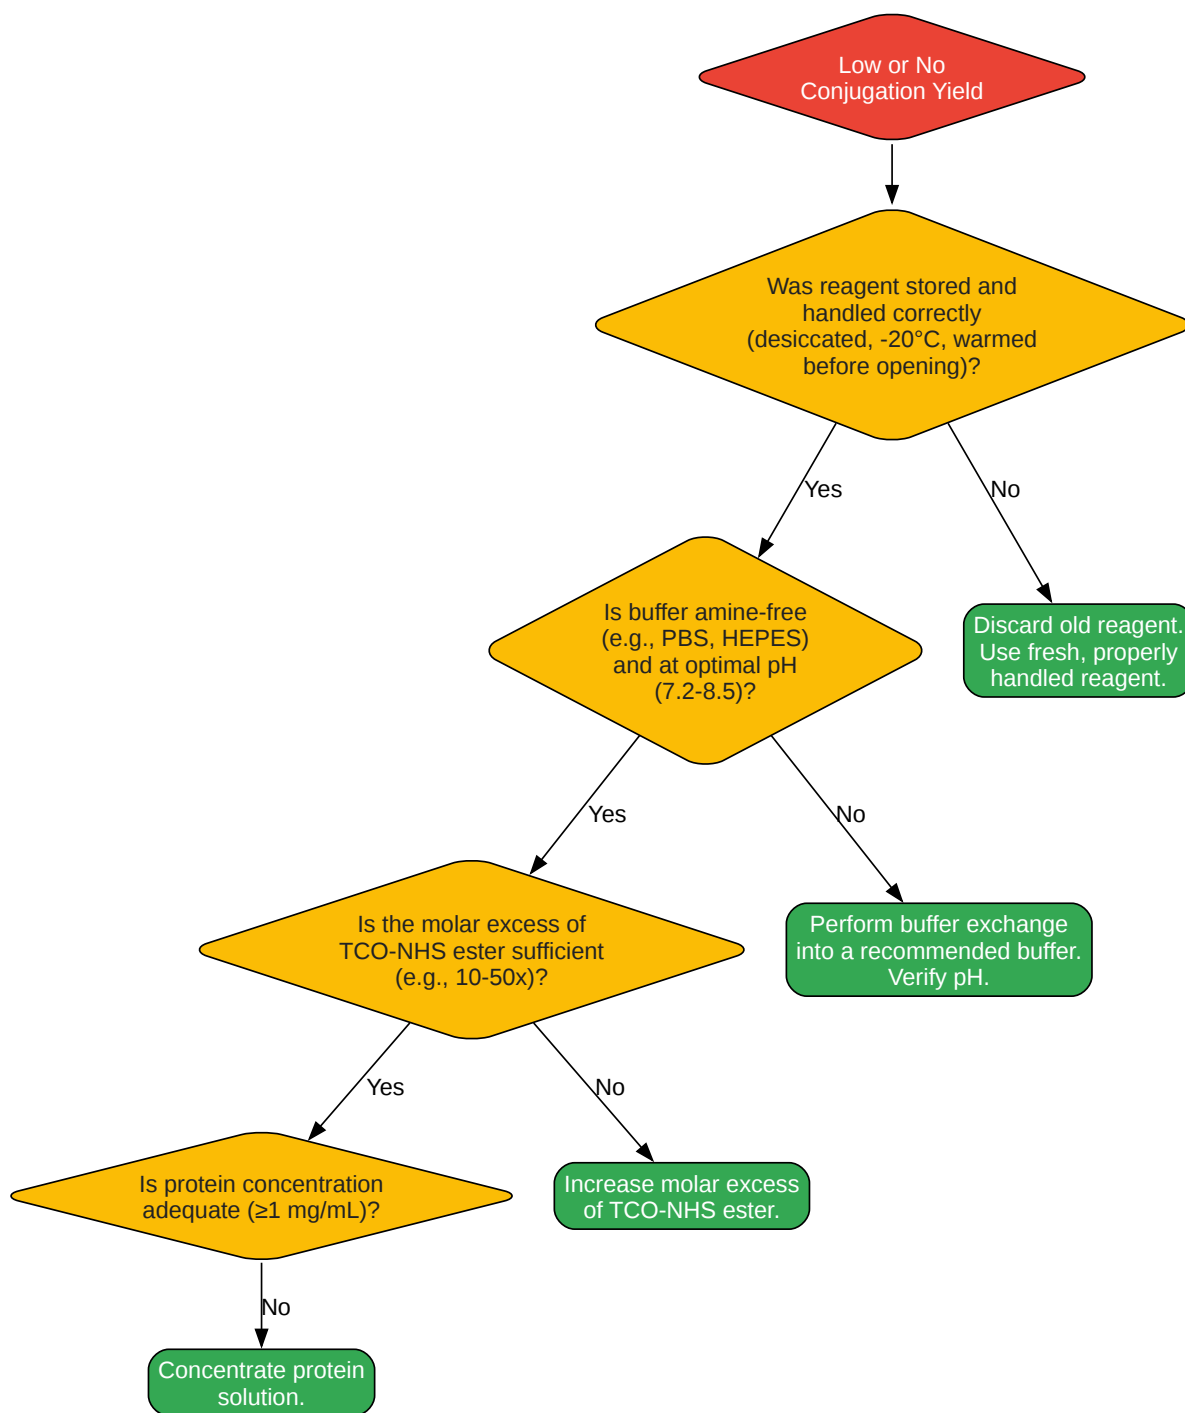 Low or No
Conjugation Yield
Was reagent stored and
handled correctly
(desiccated, -20°C, warmed
before opening)?
Yes
No
Is buffer amine-free
(e.g., PBS, HEPES)
and at optimal pH
(7.2-8.5)?
Discard old reagent.
Use fresh, properly
handled reagent.
Yes
No
Is the molar excess of
TCO-NHS ester sufficient
(e.g., 10-50x)?
Perform buffer exchange
into a recommended buffer.
Verify pH.
Yes
No
Is protein concentration
adequate (≥1 mg/mL)?
Increase molar excess
of TCO-NHS ester.
No
Concentrate protein
solution.